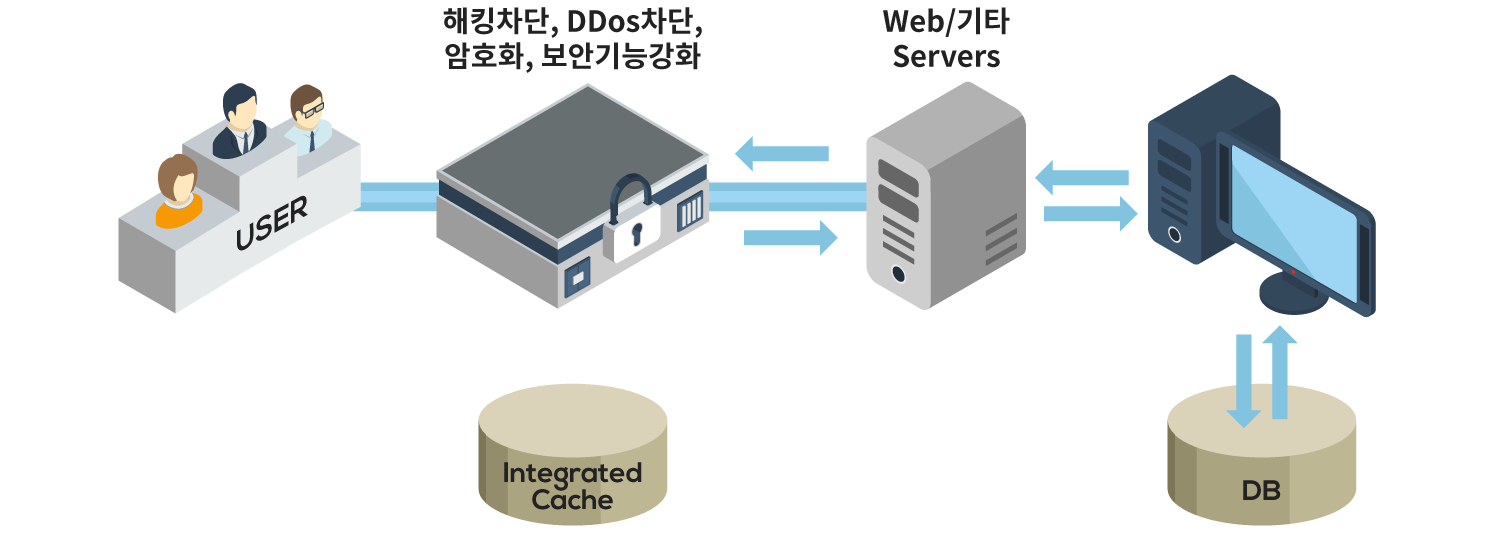 해킹차단, DDos차단,
암호화, 보안기능강화
Web/기타
Servers
USER
Integrated
Cache
DB